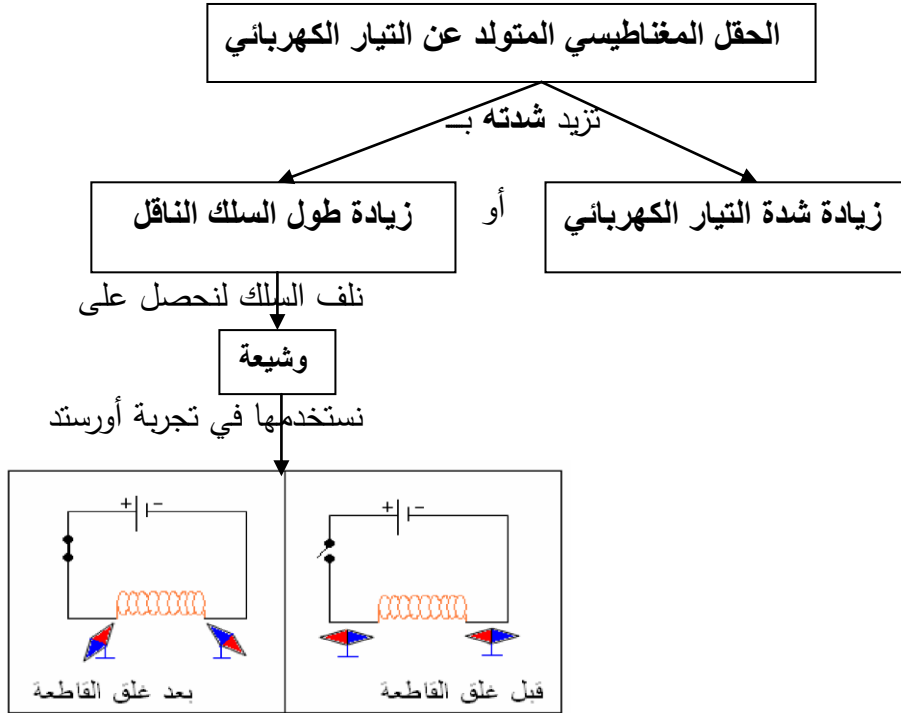 الحقل المغناطيسي المتولد عن التيار الكهربائي
تزيد شدته بـ
زيادة شدة التيار الكهربائي
أو
زيادة طول السلك الناقل
نلف السلك لنحصل على
وشيعة
نستخدمها في تجربة أورستد
+ −
+ −
قبل غلق القاطعة
بعد غلق القاطعة